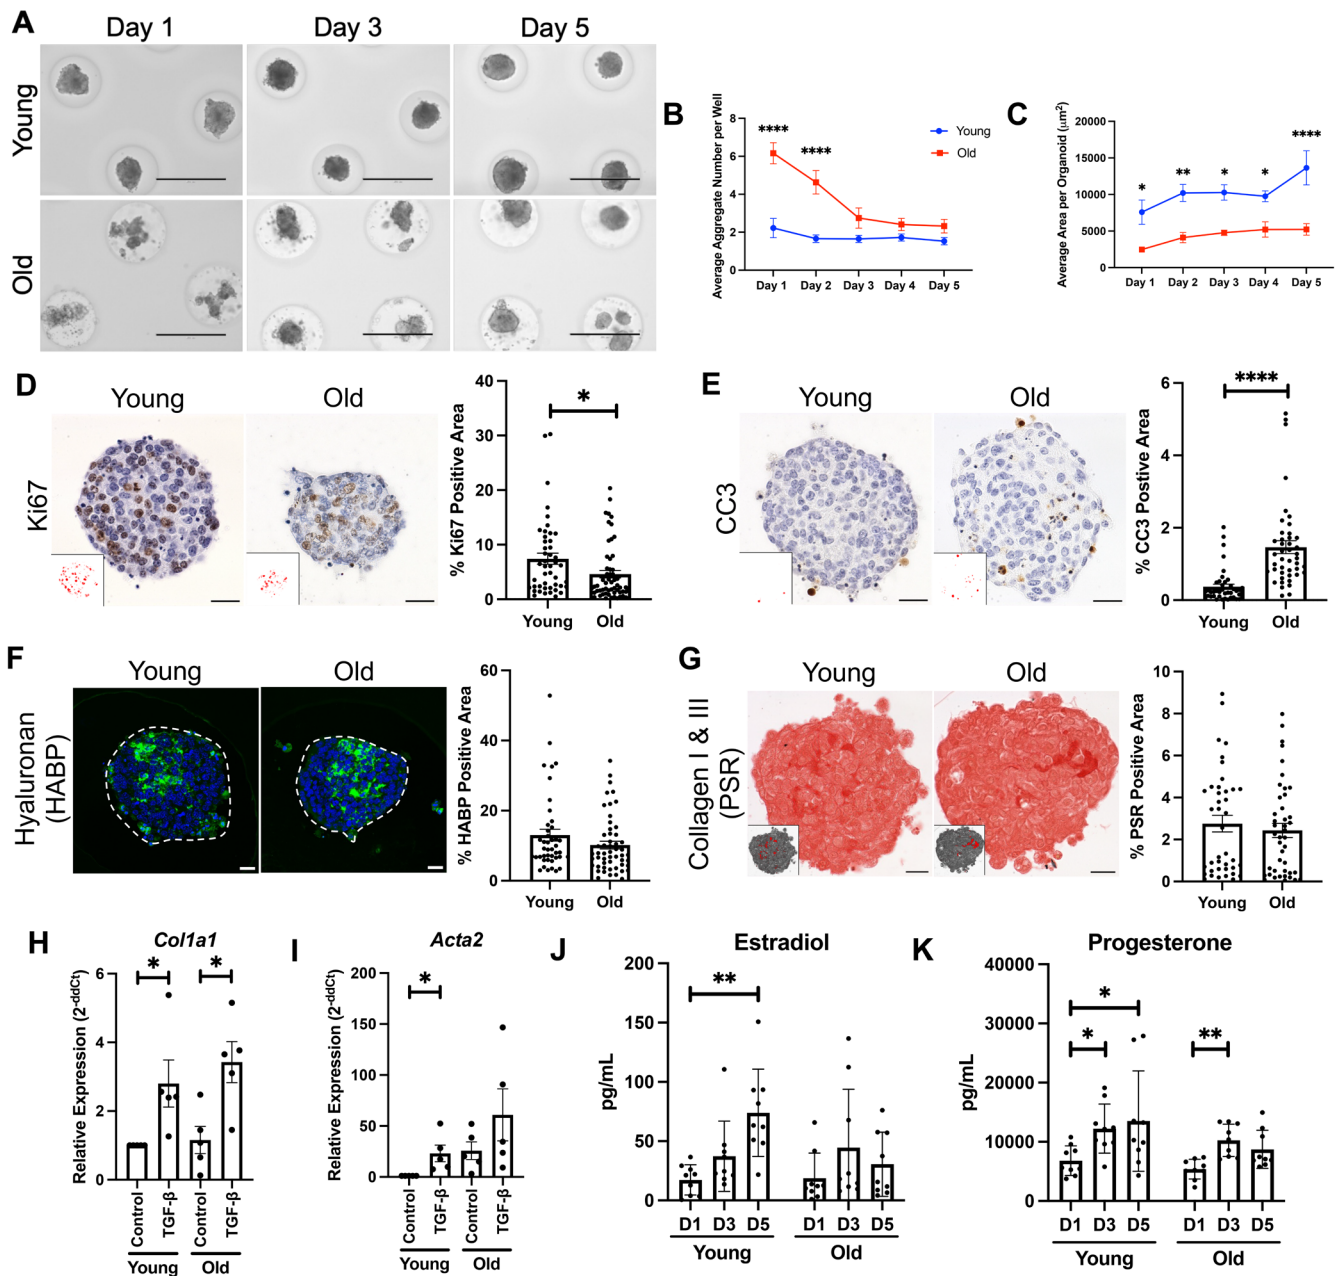 A
Day 1 Day 3 Day 5
Young
Old
B
Average Aggregate Number per Well
8
6
4
2
0
**** ****
Young
Old
Day 1 Day 2 Day 3 Day 4 Day 5
C
Average Area per Organoid (μm²)
20000
15000
10000
5000
0
* ** * * ****
Day 1 Day 2 Day 3 Day 4 Day 5
D
Young Old
Ki67
% Ki67 Positive Area
40
30
20
10
0
*
Young Old
E
Young Old
CC3
% CC3 Postive Area
6
4
2
0
****
Young Old
F
Young Old
Hyaluronan
(HABP)
% HABP Positive Area
60
40
20
0
Young Old
G
Young Old
Collagen I & III
(PSR)
% PSR Positive Area
10
8
6
4
2
0
Young Old
H
Col1a1
Relative Expression (2^-ddCt)
6
4
2
0
* *
Control TGF-β Control TGF-β
Young Old
I
Acta2
Relative Expression (2^-ddCt)
200
150
100
50
0
*
Control TGF-β Control TGF-β
Young Old
J
Estradiol
pg/mL
200
150
100
50
0
**
D1 D3 D5 D1 D3 D5
Young Old
K
Progesterone
pg/mL
40000
30000
20000
10000
0
*
* **
D1 D3 D5 D1 D3 D5
Young Old